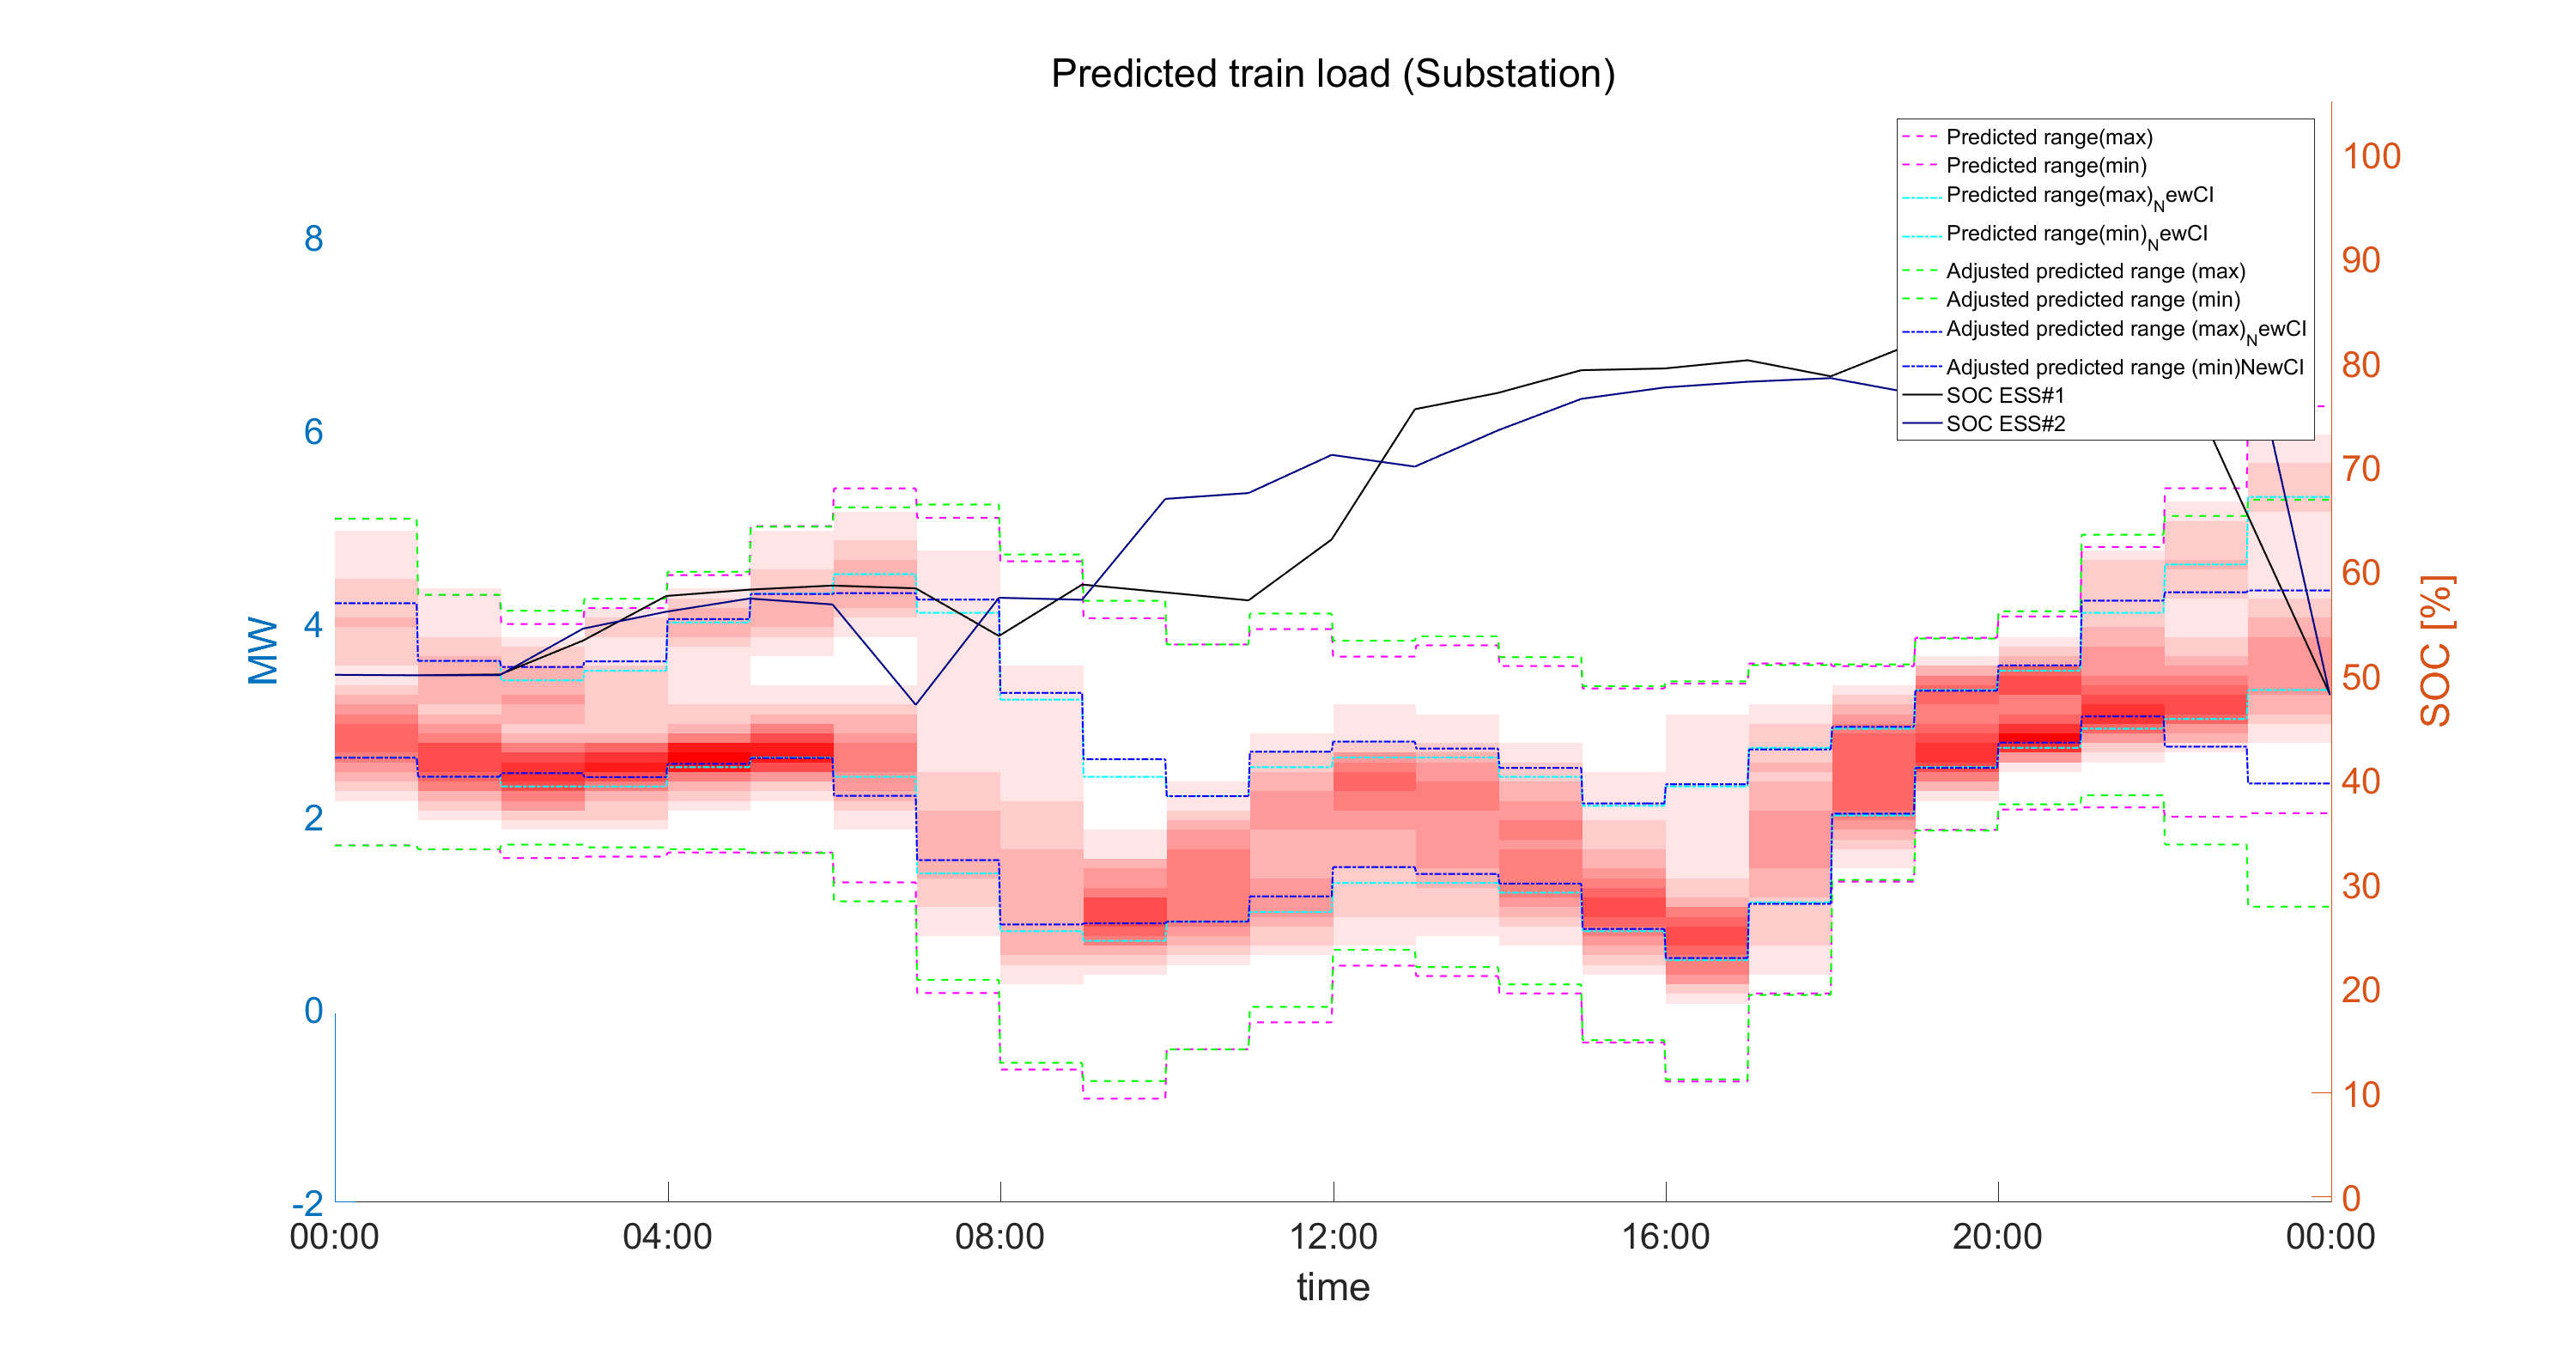 Predicted train load (Substation)
Predicted range(max)
Predicted range(min)
Predicted range(max)NewCI
Predicted range(min)NewCI
Adjusted predicted range (max)
Adjusted predicted range (min)
Adjusted predicted range (max)NewCI
Adjusted predicted range (min)NewCI
SOC ESS#1
SOC ESS#2
8
6
4
2
0
-2
MW
100
90
80
70
60
50
40
30
20
10
0
SOC [%]
00:00
04:00
08:00
12:00
16:00
20:00
00:00
time